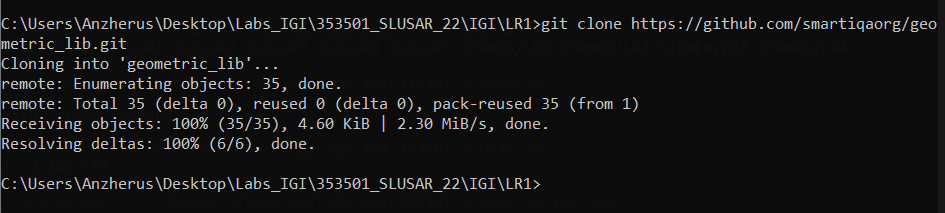 C:\Users\Anzherus\Desktop\Labs_IGI\353501_SLUSAR_22\IGI\LR1>git clone https://github.com/smartiqaorg/geo
metric_lib.git
Cloning into 'geometric_lib'...
remote: Enumerating objects: 35, done.
remote: Total 35 (delta 0), reused 0 (delta 0), pack-reused 35 (from 1)
Receiving objects: 100% (35/35), 4.60 KiB | 2.30 MiB/s, done.
Resolving deltas: 100% (6/6), done.
C:\Users\Anzherus\Desktop\Labs_IGI\353501_SLUSAR_22\IGI\LR1>